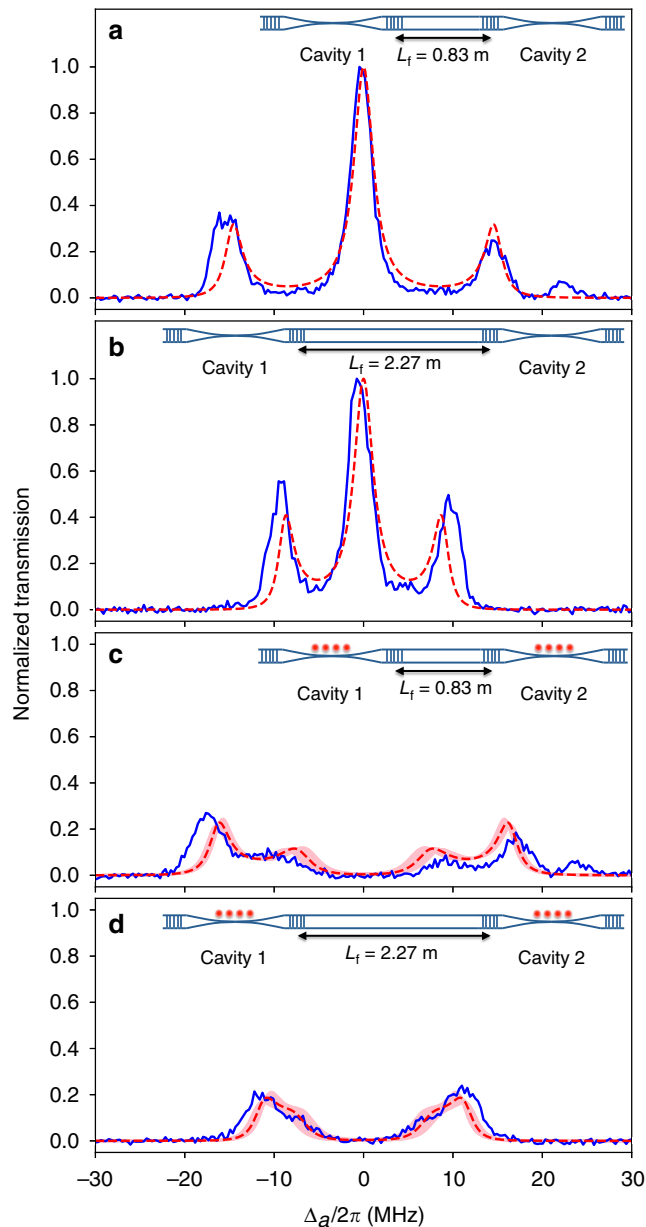 a
Cavity 1
L_f = 0.83 m
Cavity 2
1.0
0.8
0.6
0.4
0.2
0.0
b
Cavity 1
L_f = 2.27 m
Cavity 2
1.0
0.8
0.6
0.4
0.2
0.0
Normalized transmission
c
Cavity 1
L_f = 0.83 m
Cavity 2
1.0
0.8
0.6
0.4
0.2
0.0
d
Cavity 1
L_f = 2.27 m
Cavity 2
1.0
0.8
0.6
0.4
0.2
0.0
–30 –20 –10 0 10 20 30
Δ_a/2π (MHz)